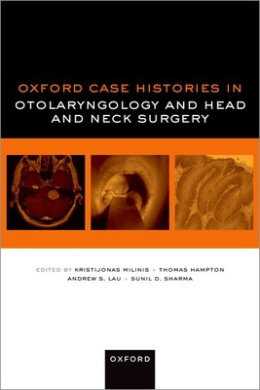 OXFORD CASE HISTORIES IN
OTOLARYNGOLOGY AND HEAD
AND NECK SURGERY
EDITED BY KRISTIJONAS MILINIS • THOMAS HAMPTON
ANDREW S. LAU • SUNIL D. SHARMA
OXFORD